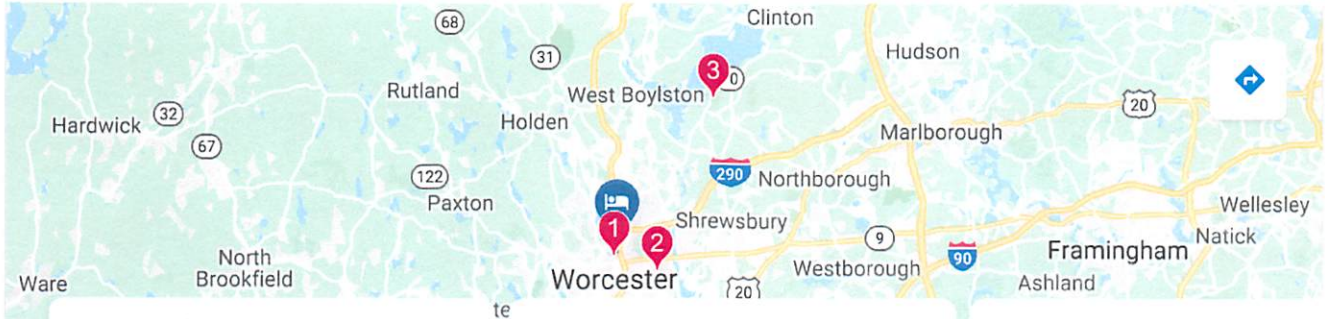 68
Clinton
31
Hudson
3
0
Rutland
West Boylston
20
Hardwick
32
Holden
Marlborough
67
290
122
Northborough
Paxton
Wellesley
1
Shrewsbury
2
9
Natick
North
Brookfield
Framingham
90
Westborough
Ware
Worcester
20
Ashland
te